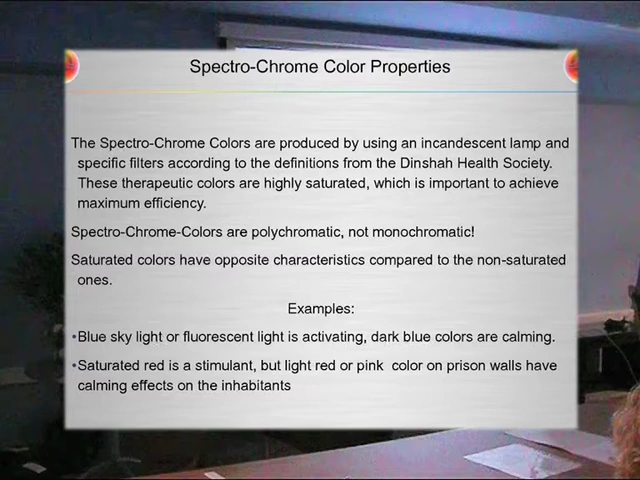 Spectro-Chrome Color Properties
The Spectro-Chrome Colors are produced by using an incandescent lamp and
specific filters according to the definitions from the Dinshah Health Society.
These therapeutic colors are highly saturated, which is important to achieve
maximum efficiency.
Spectro-Chrome-Colors are polychromatic, not monochromatic!
Saturated colors have opposite characteristics compared to the non-saturated
ones.
Examples:
•Blue sky light or fluorescent light is activating, dark blue colors are calming.
•Saturated red is a stimulant, but light red or pink color on prison walls have
calming effects on the inhabitants